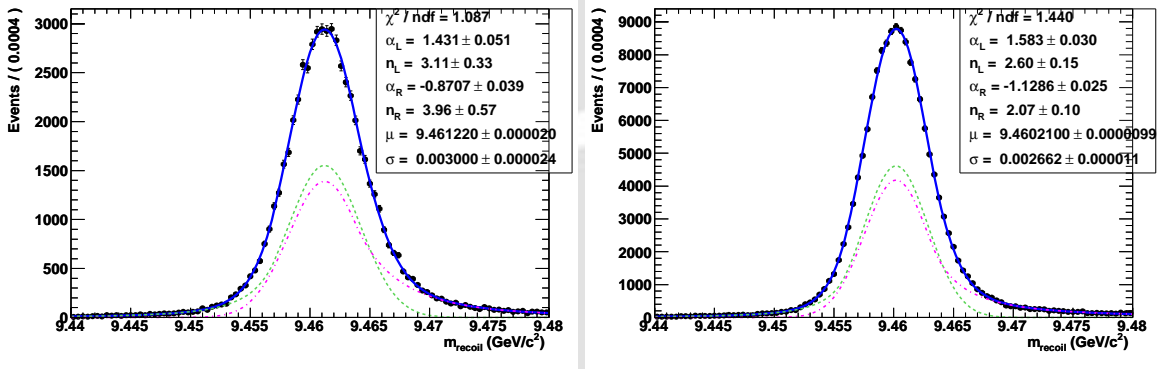 Events / ( 0.0004 )
3000
2500
2000
1500
1000
500
0
9.44 9.445 9.45 9.455 9.46 9.465 9.47 9.475 9.48
m_recoil (GeV/c²)
χ² / ndf = 1.087
α_L = 1.431 ± 0.051
n_L = 3.11 ± 0.33
α_R = -0.8707 ± 0.039
n_R = 3.96 ± 0.57
μ = 9.461220 ± 0.000020
σ = 0.003000 ± 0.000024
Events / ( 0.0004 )
9000
8000
7000
6000
5000
4000
3000
2000
1000
0
9.44 9.445 9.45 9.455 9.46 9.465 9.47 9.475 9.48
m_recoil (GeV/c²)
χ² / ndf = 1.440
α_L = 1.583 ± 0.030
n_L = 2.60 ± 0.15
α_R = -1.1286 ± 0.025
n_R = 2.07 ± 0.10
μ = 9.4602100 ± 0.0000099
σ = 0.002662 ± 0.000011